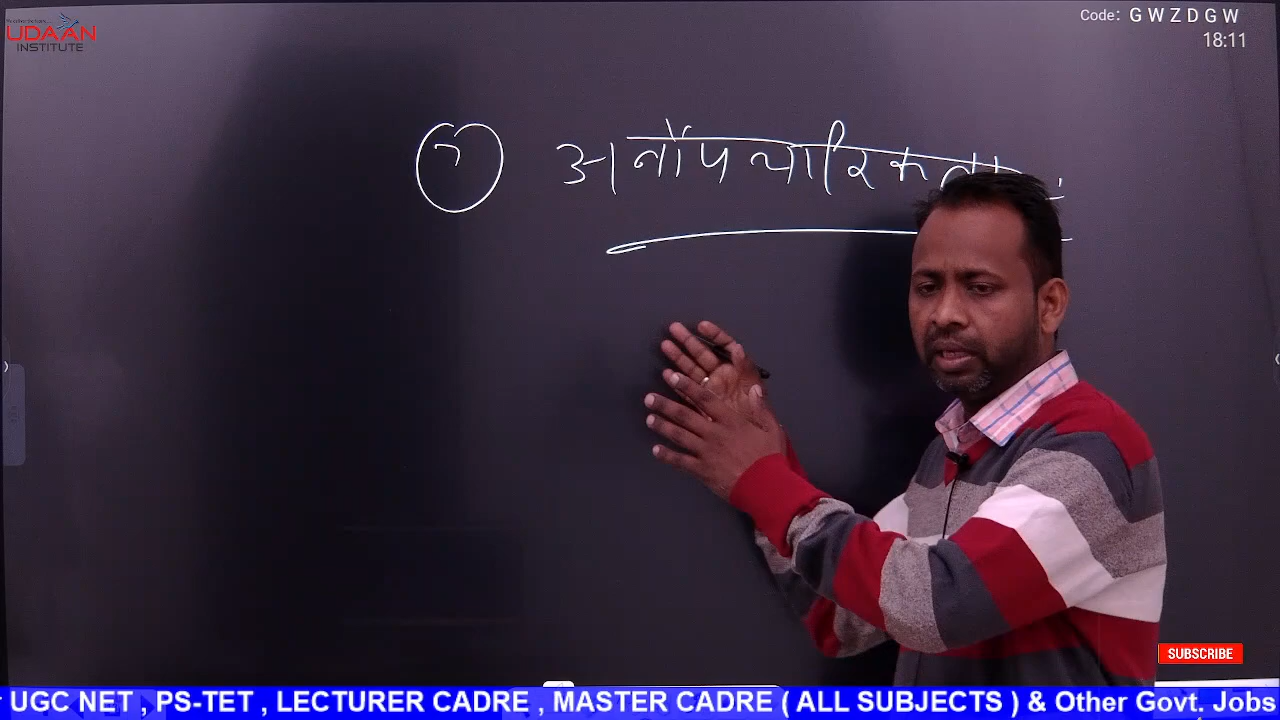 UDAAN
INSTITUTE
Code: G W Z D G W
18:11
७ अनौपचारिकता :
SUBSCRIBE
UGC NET , PS-TET , LECTURER CADRE , MASTER CADRE ( ALL SUBJECTS ) & Other Govt. Jobs